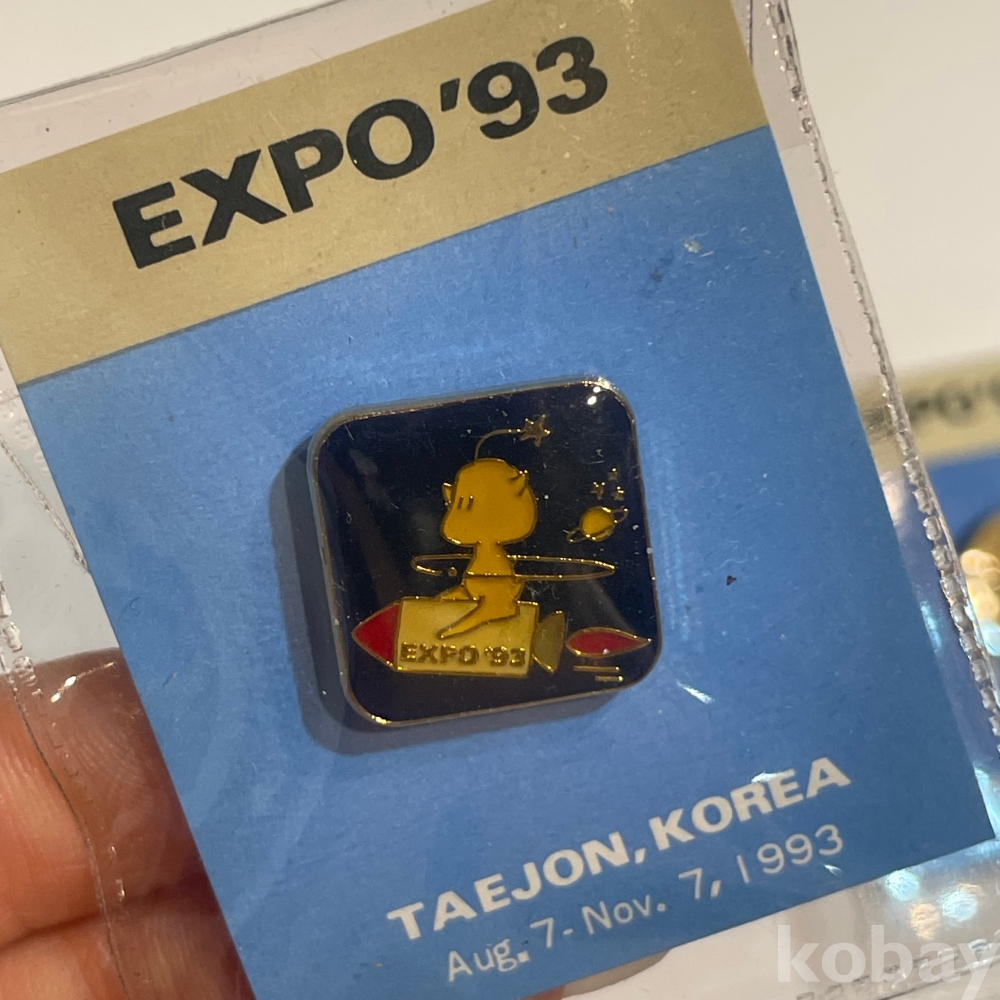 EXPO '93
EXPO '93
TAEJON, KOREA
Aug. 7 - Nov. 7, 1993
kobay